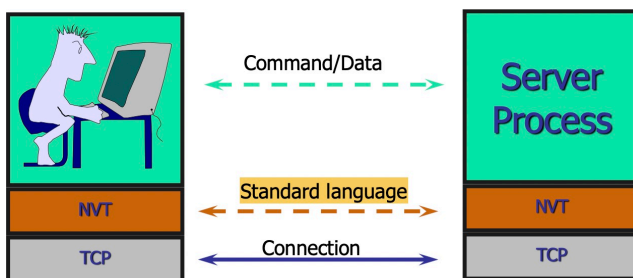 Command/Data
Server
Process
NVT
Standard language
NVT
TCP
Connection
TCP